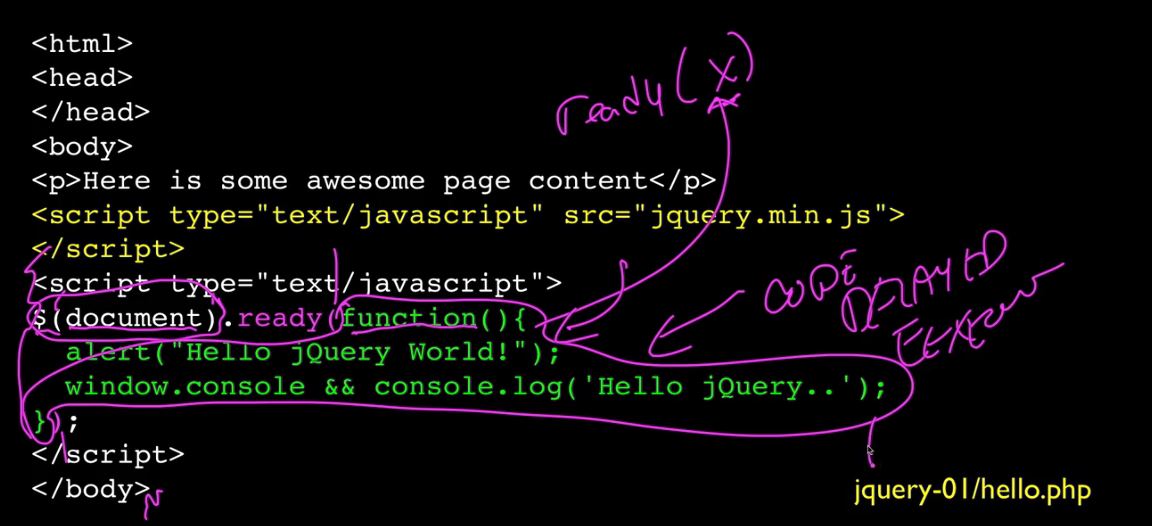 <html>
<head>
</head>
<body>
<p>Here is some awesome page content</p>
<script type="text/javascript" src="jquery.min.js">
</script>
<script type="text/javascript">
$(document).ready(function(){
  alert("Hello jQuery World!");
  window.console && console.log('Hello jQuery..');
});
</script>
</body>
ready(x)
CODE
DELAYED
jquery-01/hello.php